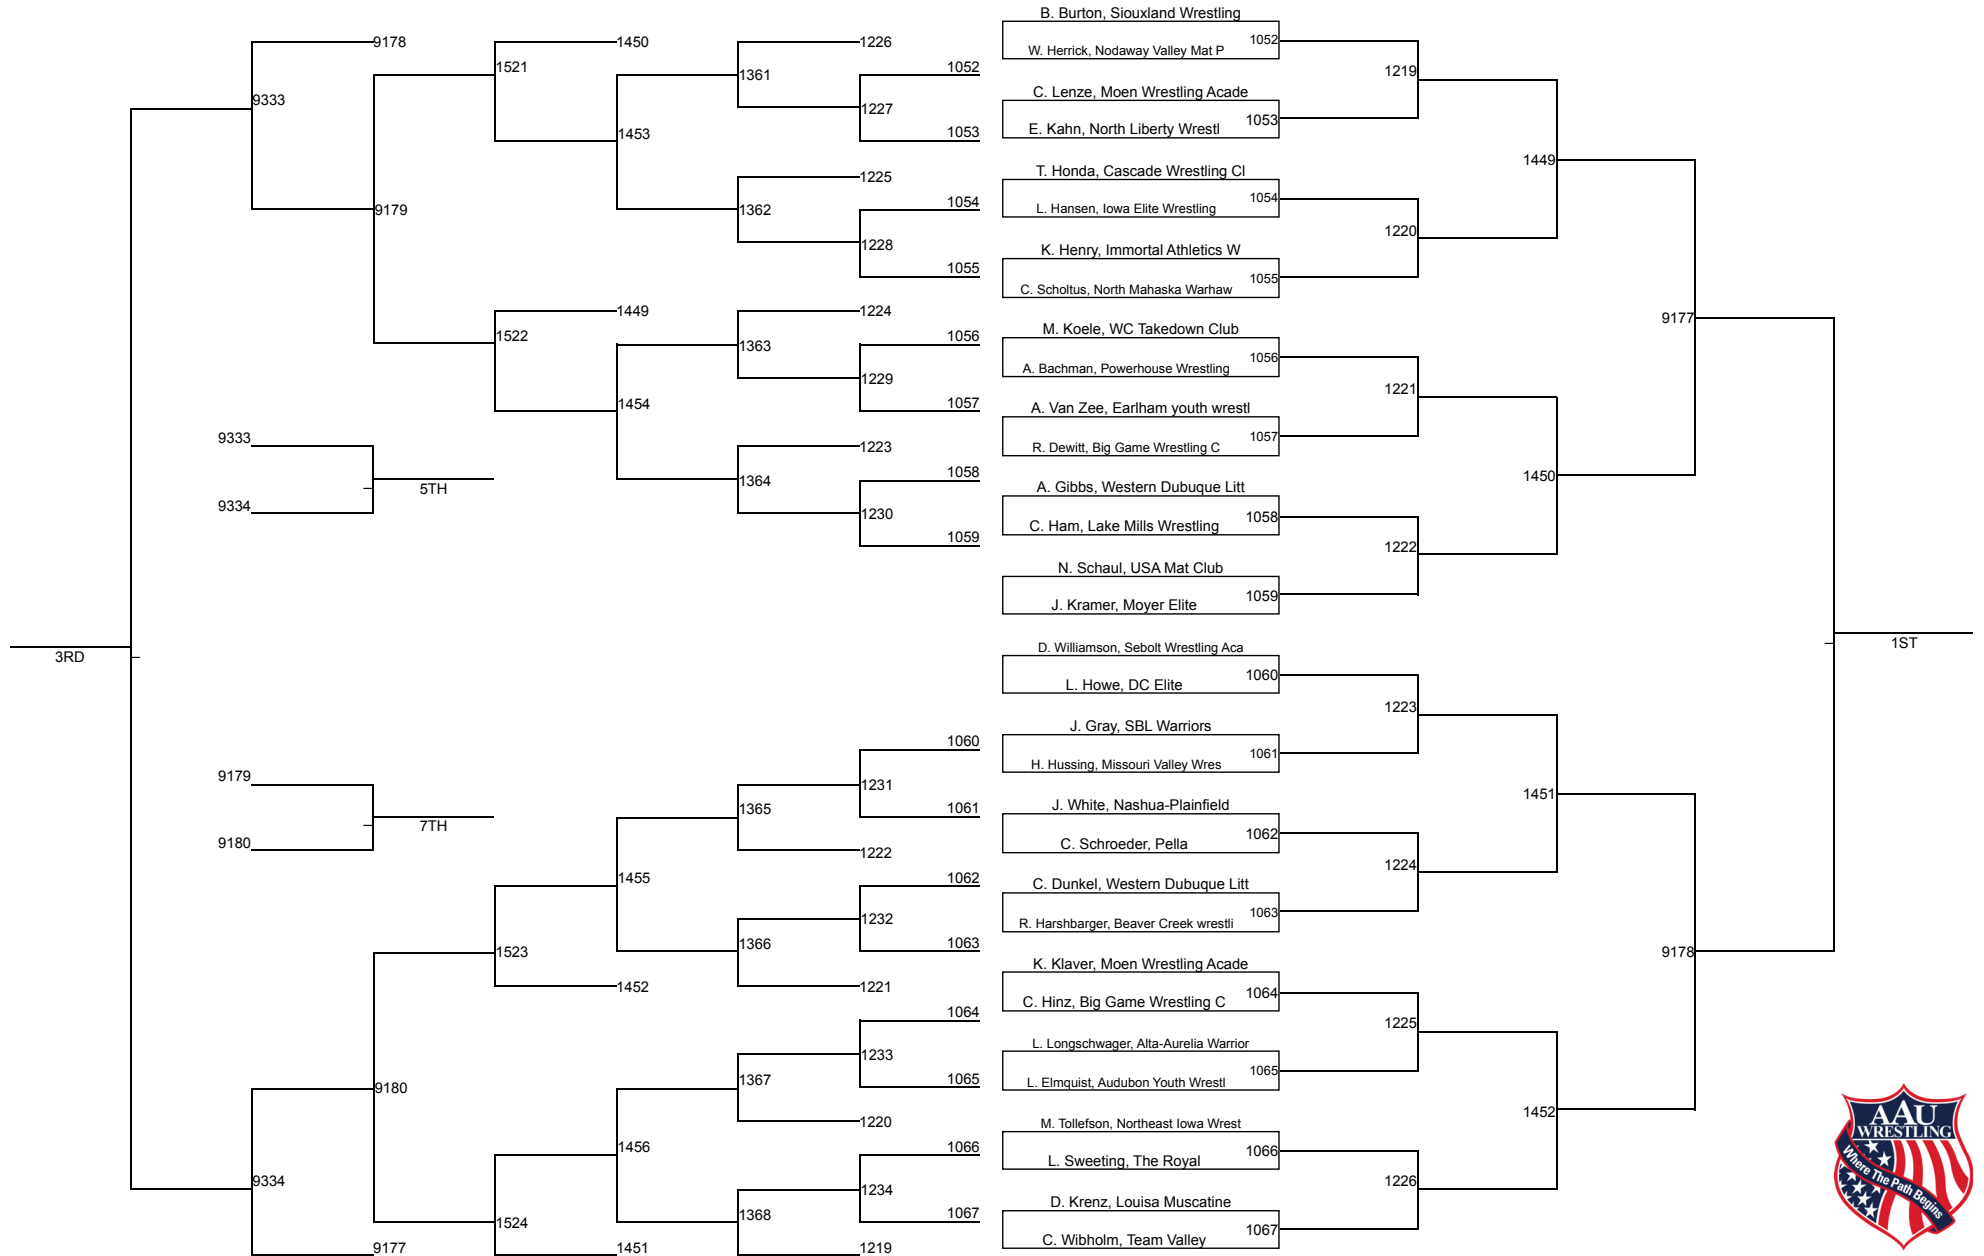 B. Burton, Siouxland Wrestling
9178
1450
1226
1052
W. Herrick, Nodaway Valley Mat P
1521
1052
1361
1219
9333
C. Lenze, Moen Wrestling Acade
1227
1053
E. Kahn, North Liberty Wrestl
1453
1053
1449
T. Honda, Cascade Wrestling Cl
1225
1054
1054
L. Hansen, Iowa Elite Wrestling
9179
1362
1220
K. Henry, Immortal Athletics W
1228
1055
1055
C. Scholtus, North Mahaska Warhaw
1449
1224
9177
M. Koele, WC Takedown Club
1522
1056
1363
1056
A. Bachman, Powerhouse Wrestling
1229
1221
1454
1057
A. Van Zee, Earlham youth wrestl
9333
1057
1223
R. Dewitt, Big Game Wrestling C
1058
1364
1450
5TH
A. Gibbs, Western Dubuque Litt
9334
1230
1058
C. Ham, Lake Mills Wrestling
1059
1222
N. Schaul, USA Mat Club
1059
J. Kramer, Moyer Elite
3RD
1ST
D. Williamson, Sebolt Wrestling Aca
1060
L. Howe, DC Elite
1223
J. Gray, SBL Warriors
1060
1061
H. Hussing, Missouri Valley Wres
9179
1231
1451
1365
1061
J. White, Nashua-Plainfield
7TH
1062
9180
C. Schroeder, Pella
1222
1224
1455
1062
C. Dunkel, Western Dubuque Litt
1232
1063
R. Harshbarger, Beaver Creek wrestli
1366
1063
1523
9178
K. Klaver, Moen Wrestling Acade
1452
1221
1064
C. Hinz, Big Game Wrestling C
1064
1225
L. Longschwager, Alta-Aurelia Warrior
1233
1065
1367
1065
L. Elmquist, Audubon Youth Wrestl
9180
1452
1220
M. Tollefson, Northeast Iowa Wrest
1456
1066
1066
L. Sweeting, The Royal
9334
1226
1234
D. Krenz, Louisa Muscatine
1524
1368
1067
1067
C. Wibholm, Team Valley
9177
1451
1219
AAU
WRESTLING
Where The Path Begins